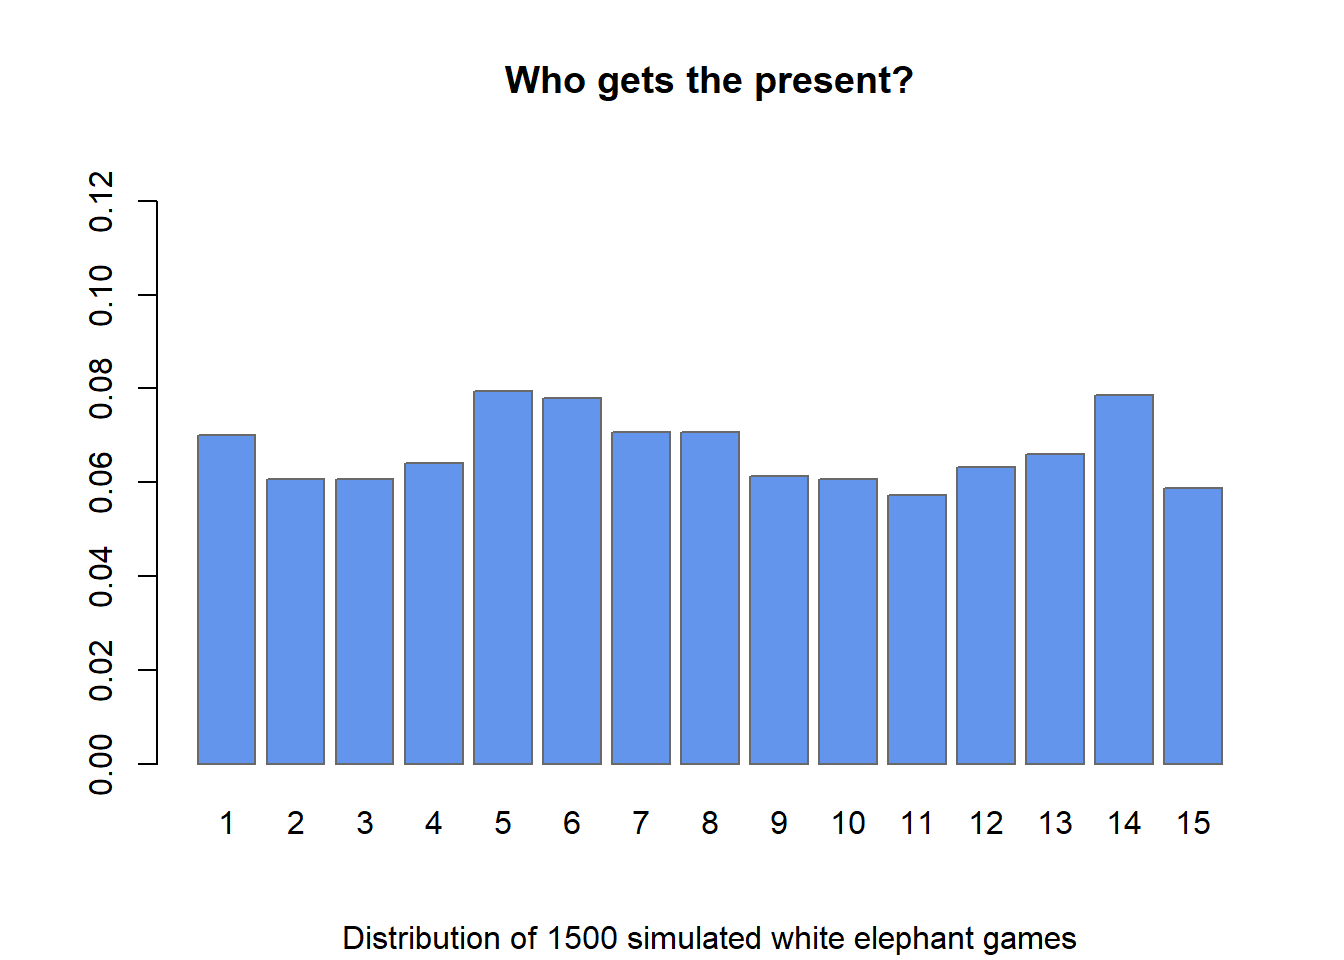 Who gets the present?
0.12
0.10
0.08
0.06
0.04
0.02
0.00
1 2 3 4 5 6 7 8 9 10 11 12 13 14 15
Distribution of 1500 simulated white elephant games